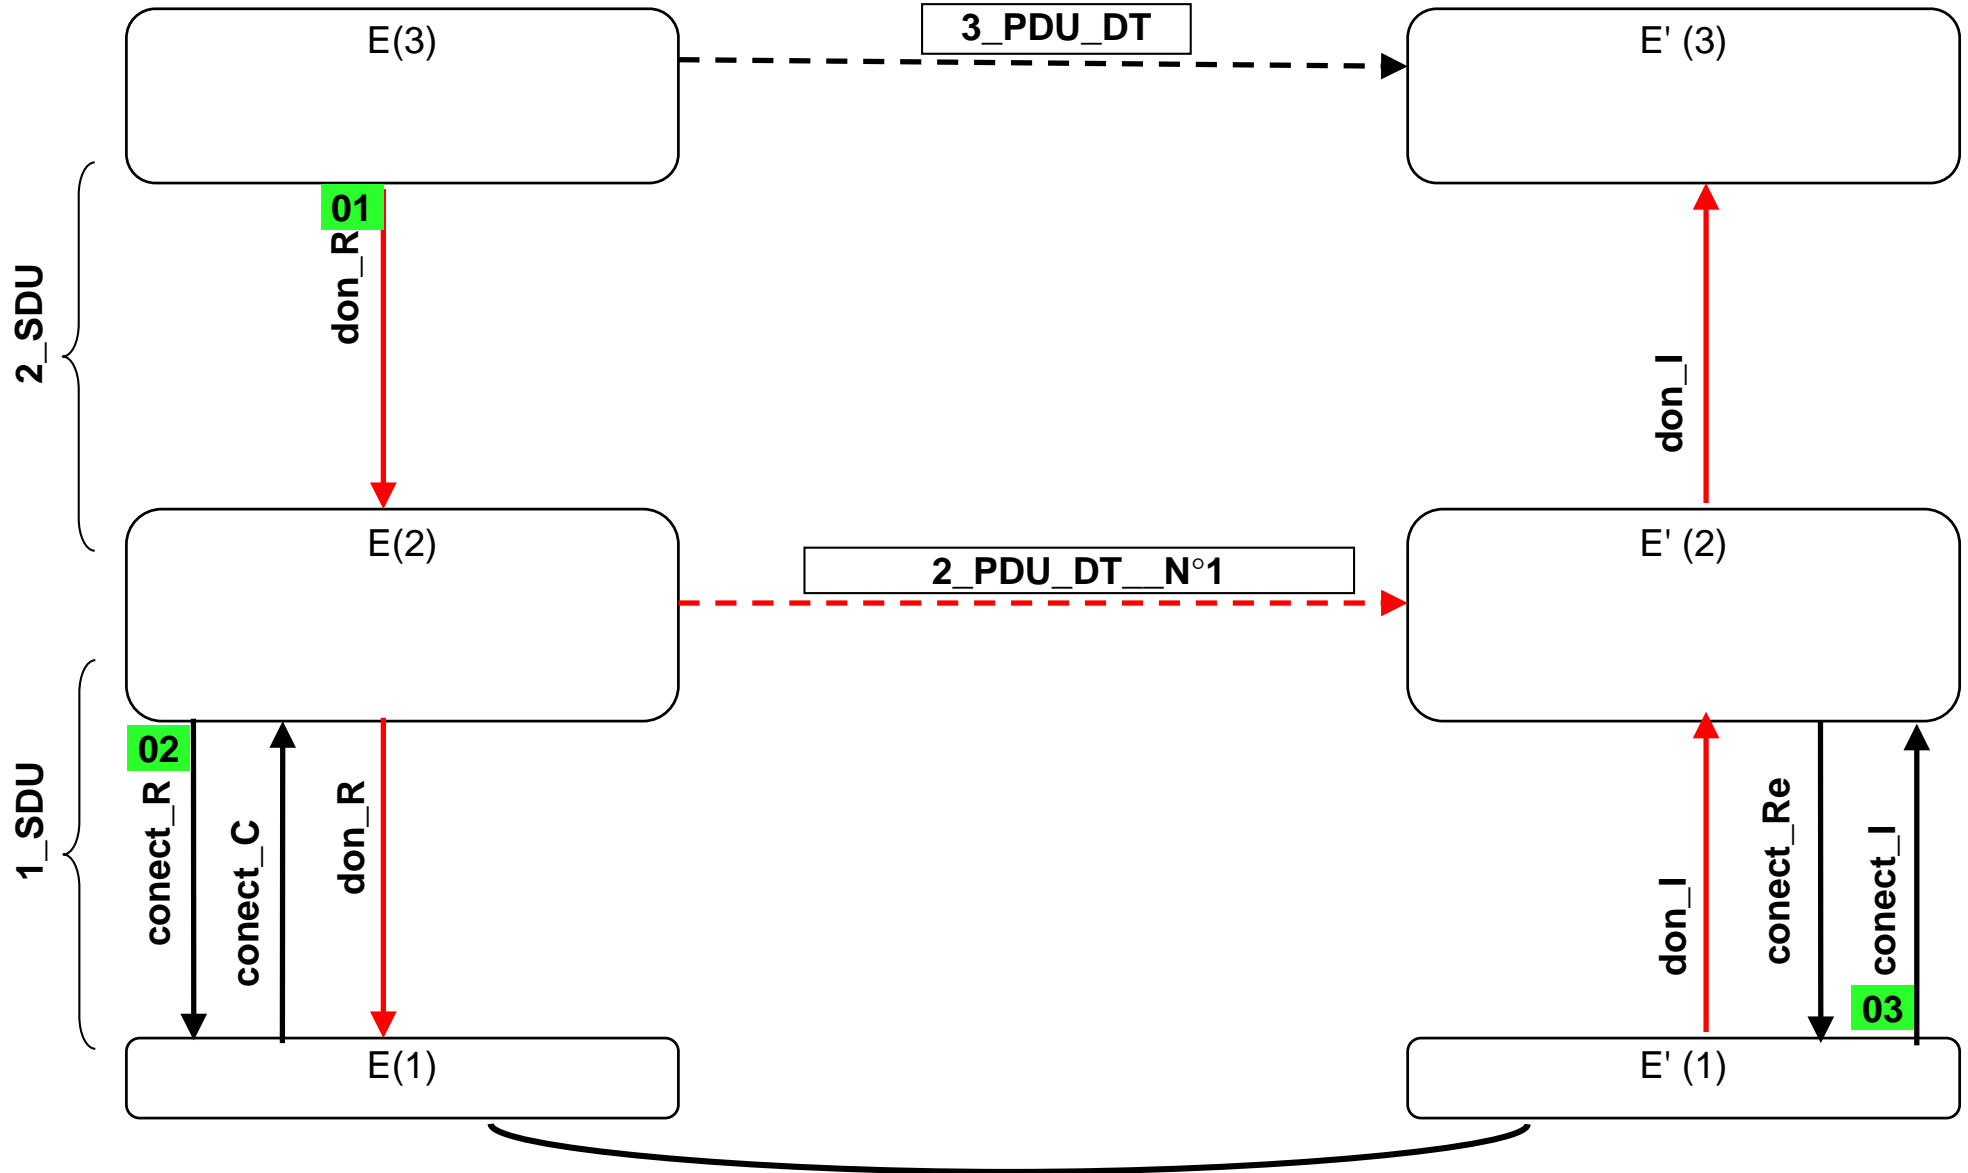 E(3)
3_PDU_DT
E' (3)
01
don_R
2_SDU
don_I
E(2)
2_PDU_DT__N°1
E' (2)
02
conect_R
conect_C
don_R
1_SDU
don_I
conect_Re
conect_I
03
E(1)
E' (1)